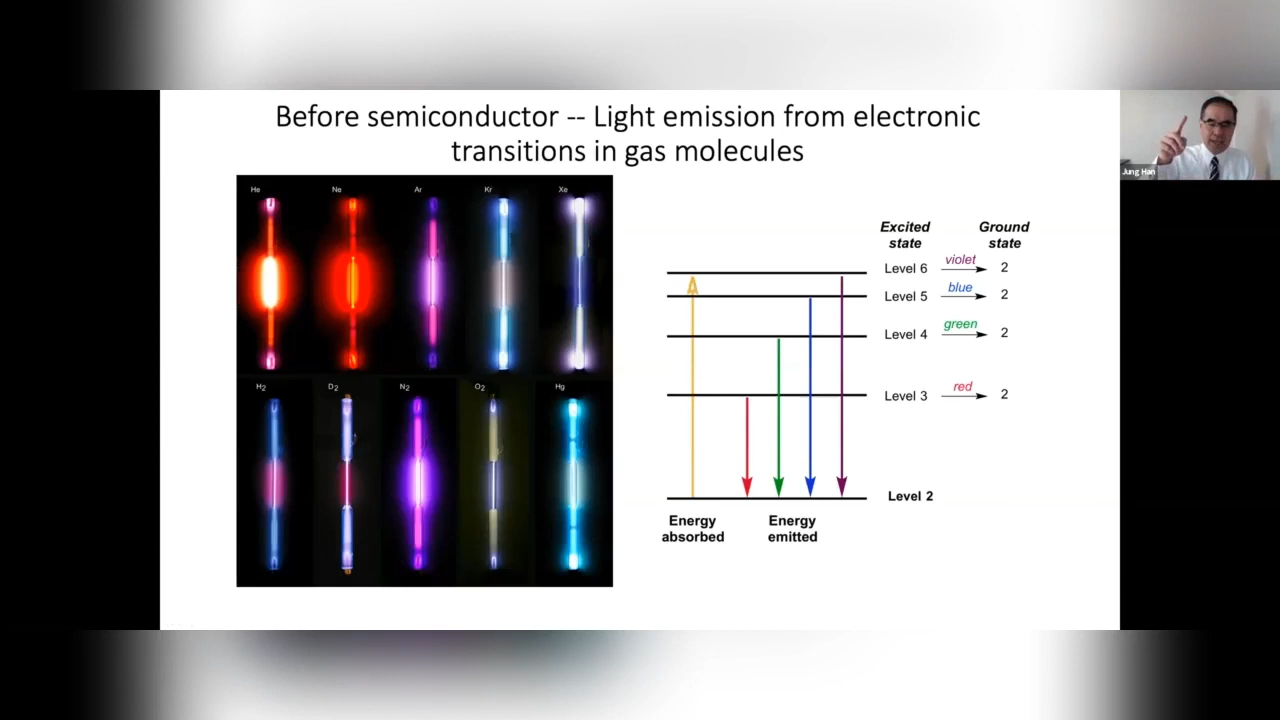 Before semiconductor -- Light emission from electronic
transitions in gas molecules
Jung Han
He Ne Ar Kr Xe
H2 D2 N2 O2 Hg
Excited state
Ground state
Level 6 violet 2
Level 5 blue 2
Level 4 green 2
Level 3 red 2
Level 2
Energy absorbed
Energy emitted